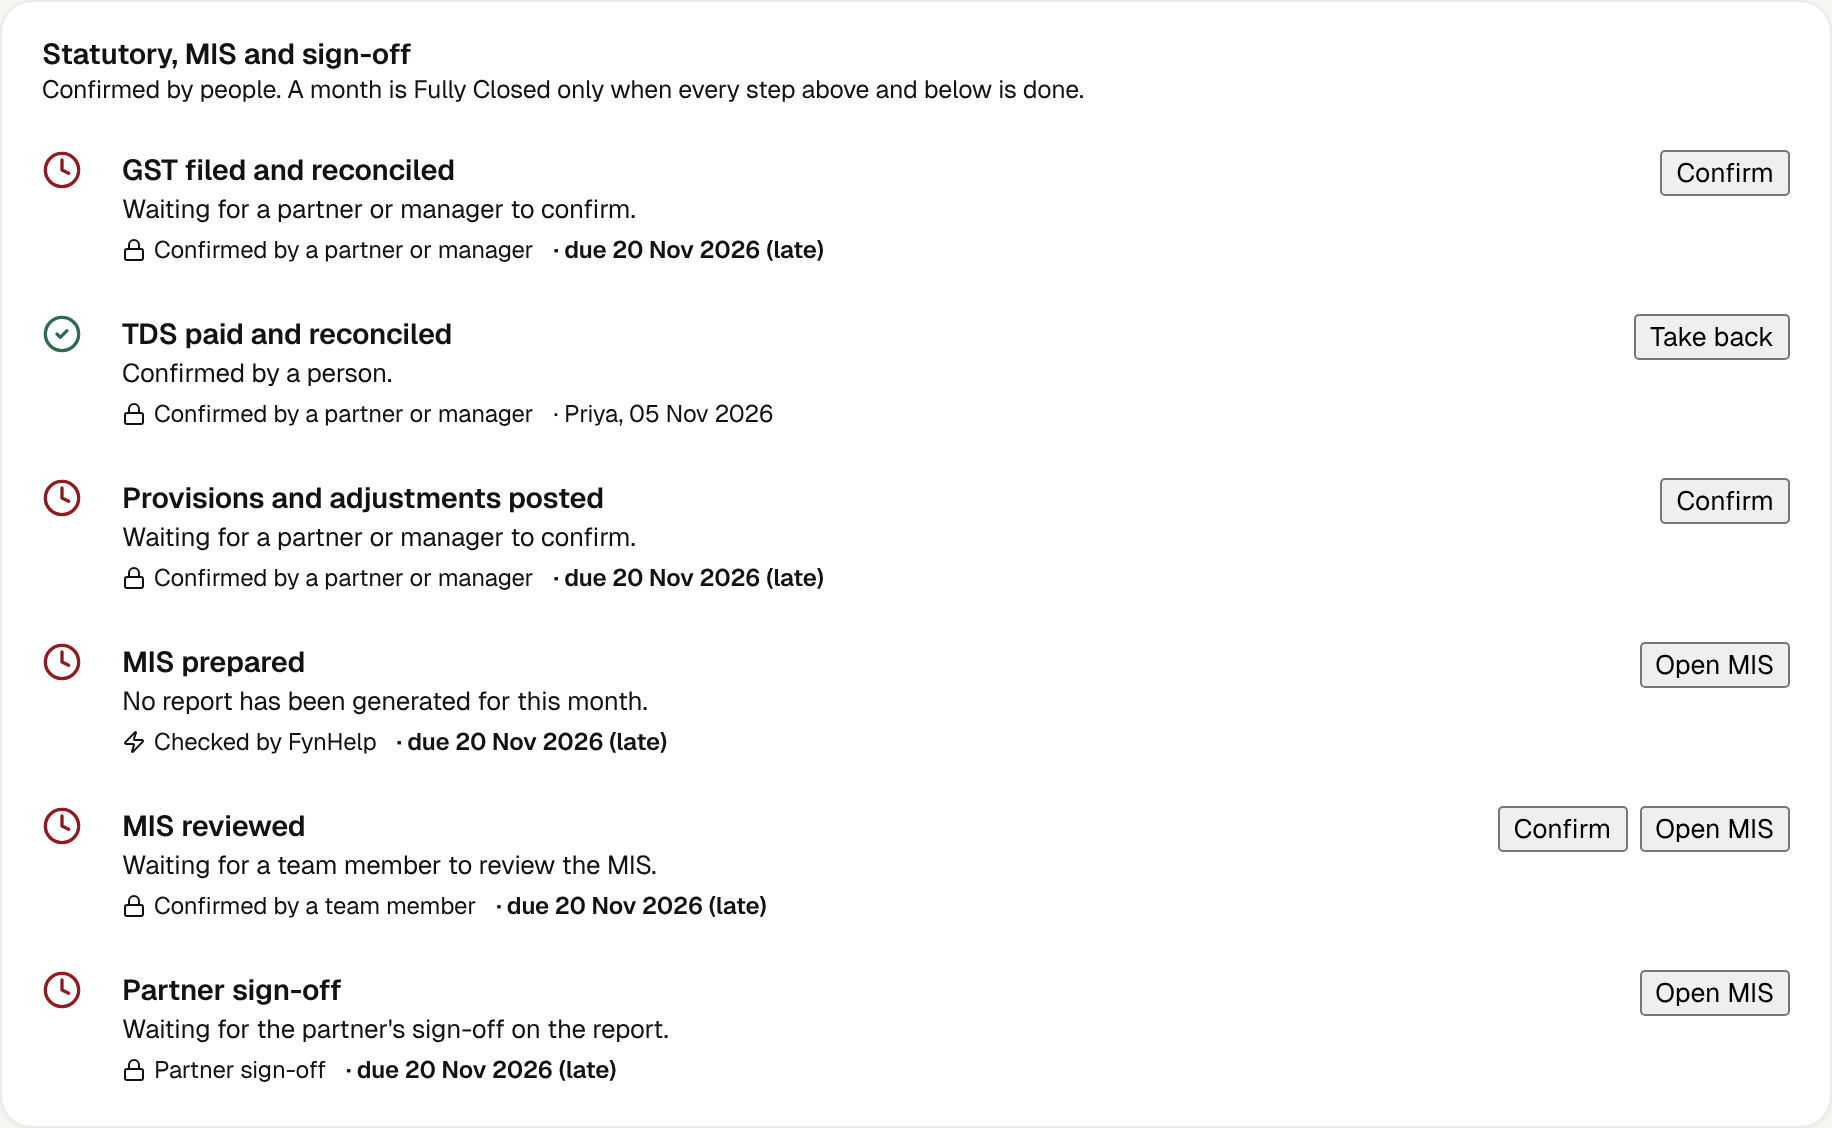 Statutory, MIS and sign-off
Confirmed by people. A month is Fully Closed only when every step above and below is done.
GST filed and reconciled
Confirm
Waiting for a partner or manager to confirm.
Confirmed by a partner or manager · due 20 Nov 2026 (late)
TDS paid and reconciled
Take back
Confirmed by a person.
Confirmed by a partner or manager · Priya, 05 Nov 2026
Provisions and adjustments posted
Confirm
Waiting for a partner or manager to confirm.
Confirmed by a partner or manager · due 20 Nov 2026 (late)
MIS prepared
Open MIS
No report has been generated for this month.
Checked by FynHelp · due 20 Nov 2026 (late)
MIS reviewed
Confirm
Open MIS
Waiting for a team member to review the MIS.
Confirmed by a team member · due 20 Nov 2026 (late)
Partner sign-off
Open MIS
Waiting for the partner's sign-off on the report.
Partner sign-off · due 20 Nov 2026 (late)